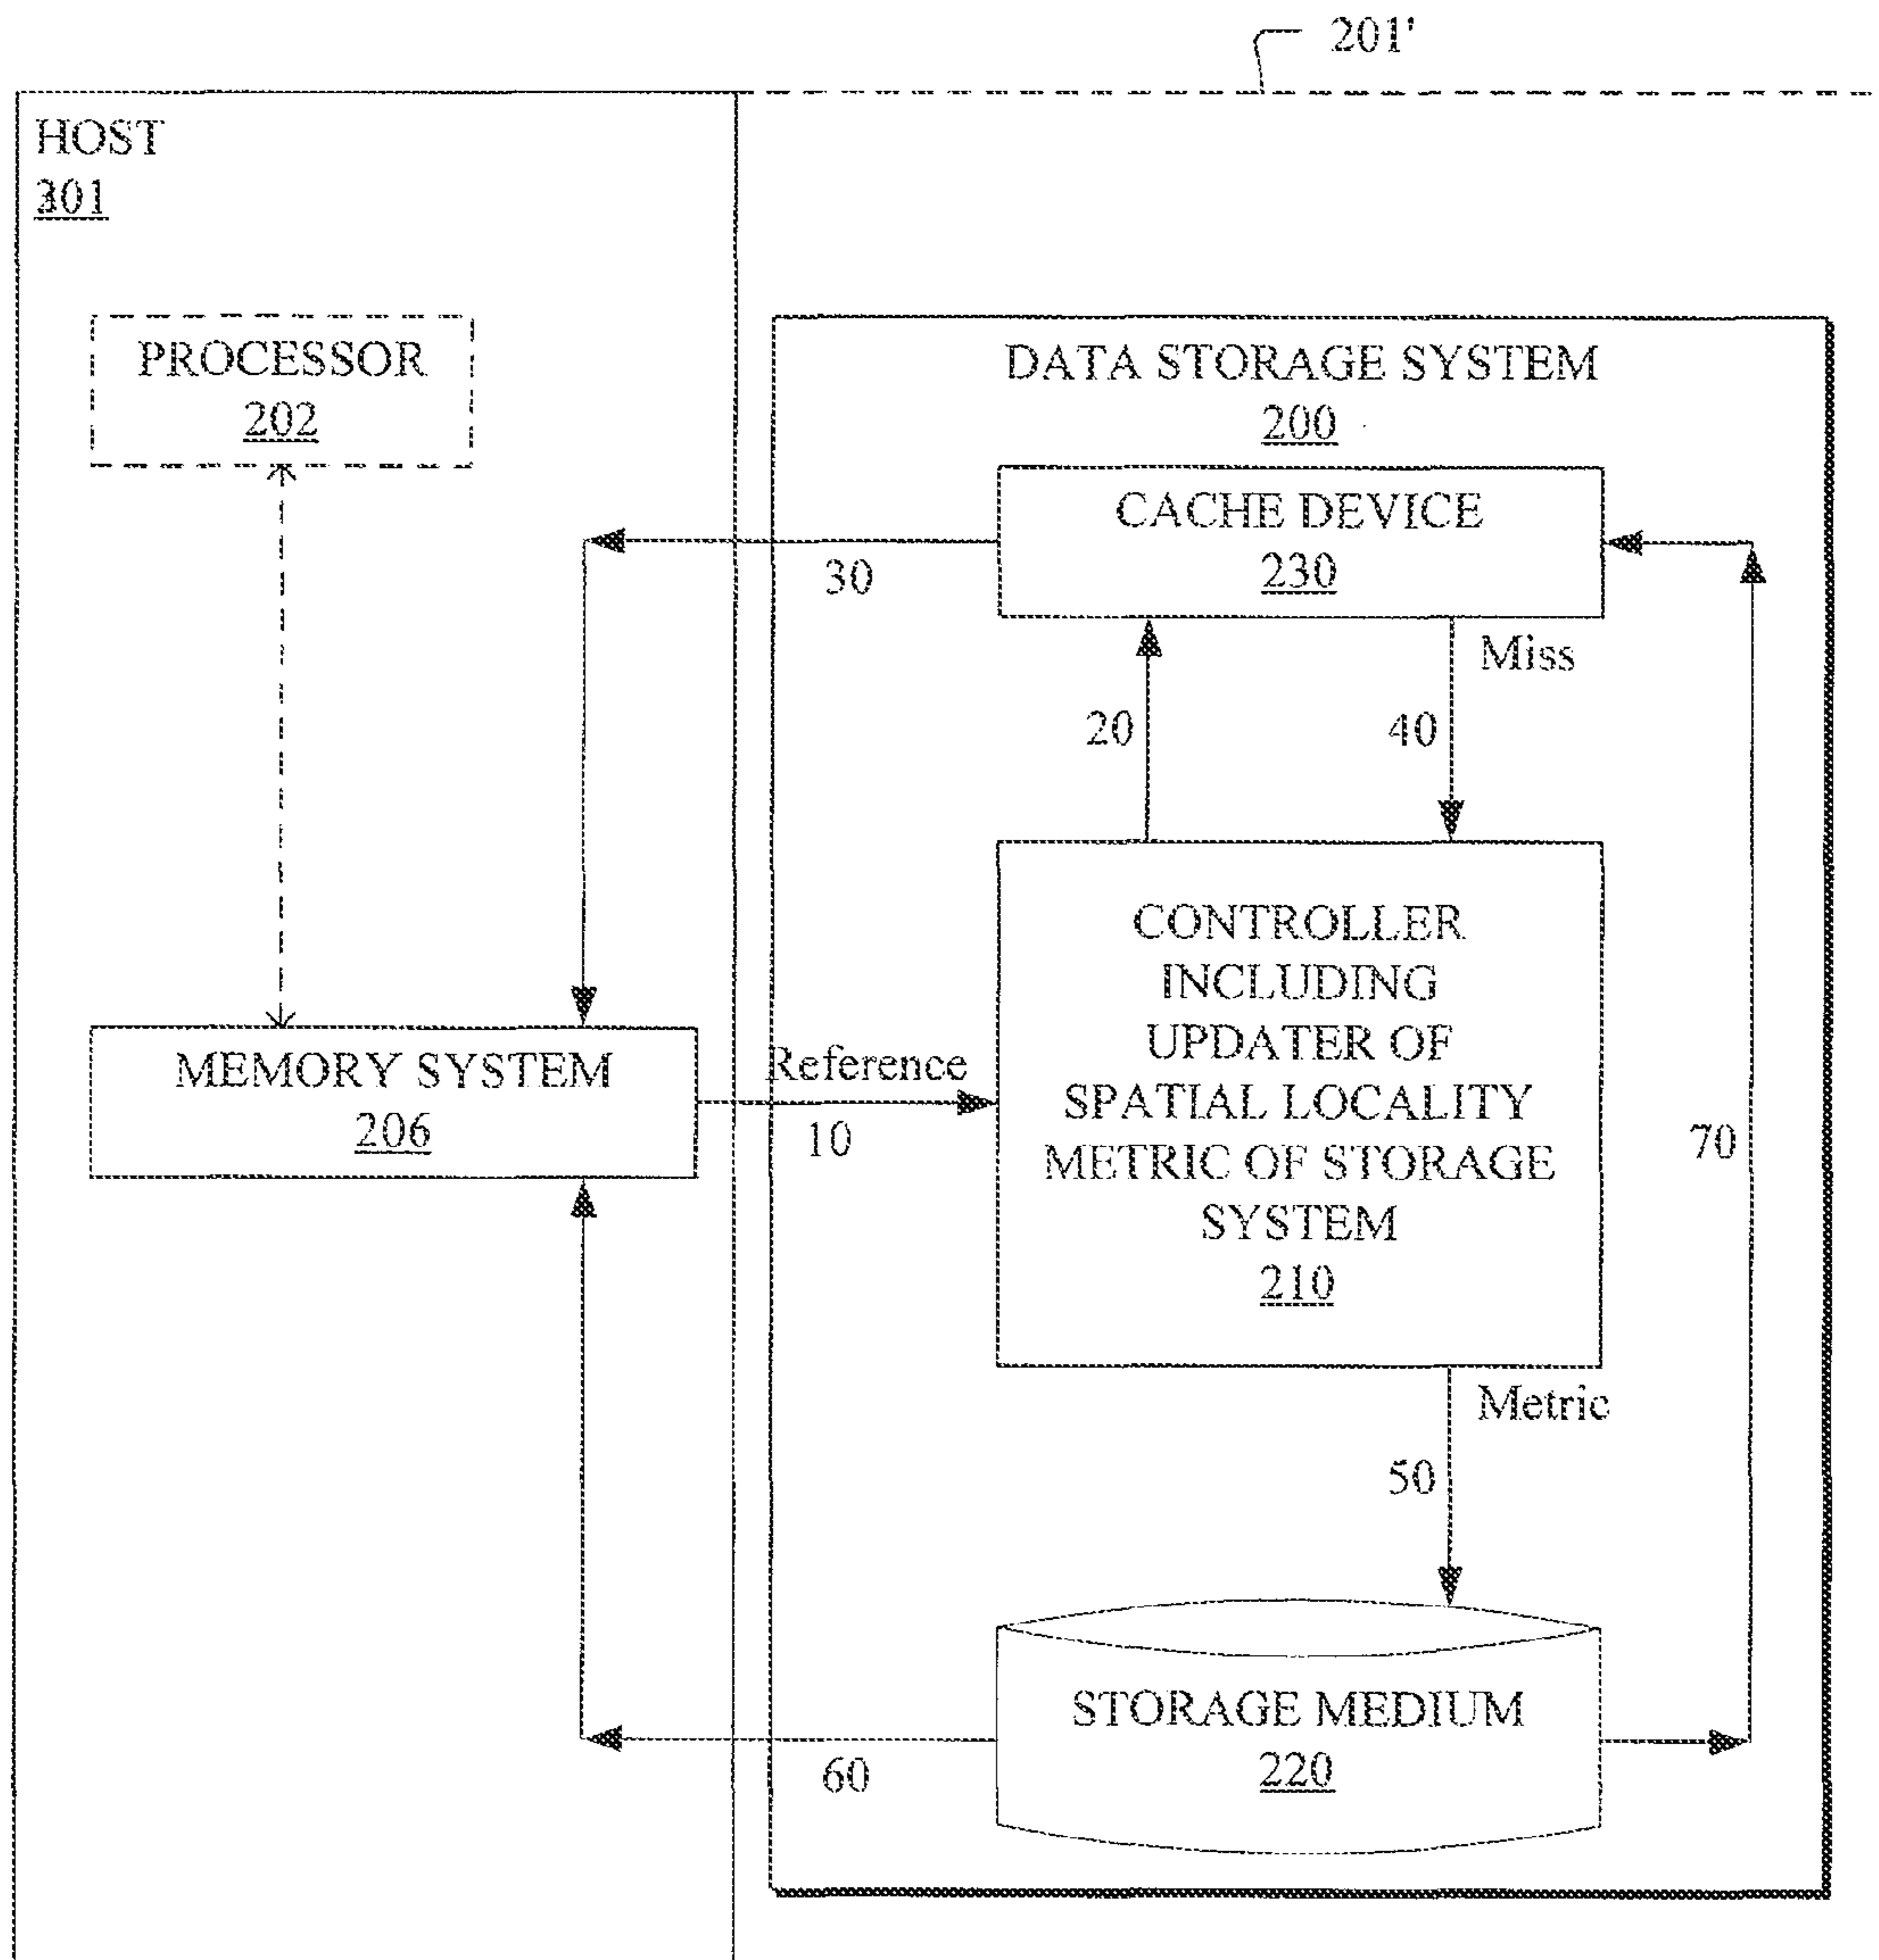 201'
HOST
201
PROCESSOR
202
DATA STORAGE SYSTEM
200
CACHE DEVICE
230
30
Miss
20
40
CONTROLLER
INCLUDING
UPDATER OF
SPATIAL LOCALITY
METRIC OF STORAGE
SYSTEM
210
MEMORY SYSTEM
206
Reference
10
70
Metric
50
STORAGE MEDIUM
220
60